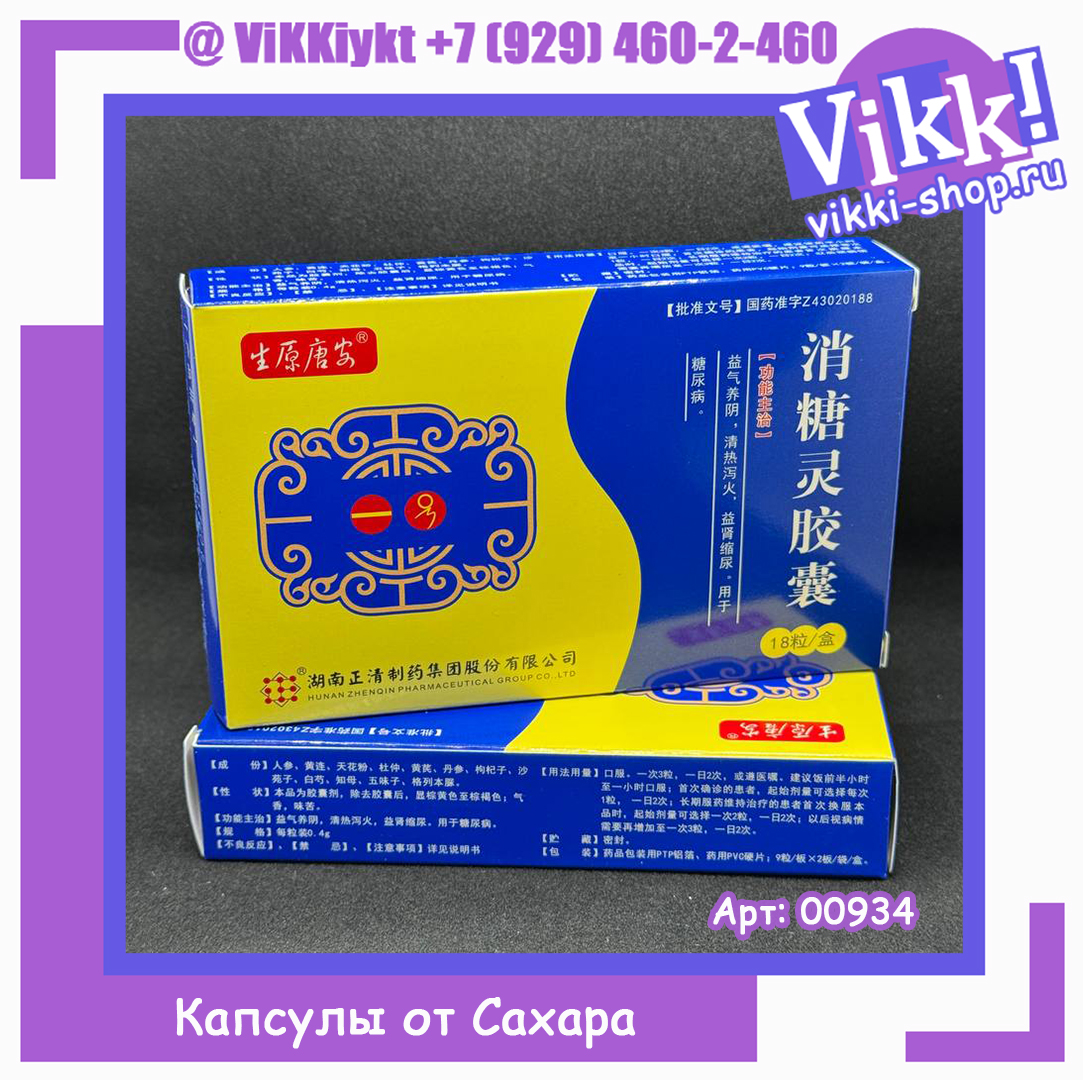 @ ViKKiykt +7 (929) 460-2-460
Vikk!
vikki-shop.ru
【批准文号】国药准字Z43020188
生原唐安®
消糖灵胶囊
【功能主治】
益气养阴，清热泻火，益肾缩尿。用于
糖尿病。
一号
18粒/盒
湖南正清制药集团股份有限公司
HUNAN ZHENQIN PHARMACEUTICAL GROUP CO.,LTD
生原唐安®
【成 份】人参、黄连、天花粉、杜仲、黄芪、丹参、枸杞子、沙
苑子、白芍、知母、五味子、格列本脲。
【性 状】本品为胶囊剂，除去胶囊后，显棕黄色至棕褐色；气
香，味苦。
【功能主治】益气养阴，清热泻火，益肾缩尿。用于糖尿病。
【规 格】每粒装0.4g
【不良反应】、【禁 忌】、【注意事项】详见说明书
【用法用量】口服。一次3粒，一日2次，或遵医嘱。建议饭前半小时
至一小时口服；首次确诊的患者，起始剂量可选择每次
1粒，一日2次；长期服药维持治疗的患者首次换服本
品时，起始剂量可选择一次2粒，一日2次；以后视病情
需要再增加至一次3粒，一日2次。
【贮 藏】密封。
【包 装】药品包装用PTP铝箔、药用PVC硬片；9粒/板×2板/袋/盒。
Арт: 00934
Капсулы от Сахара